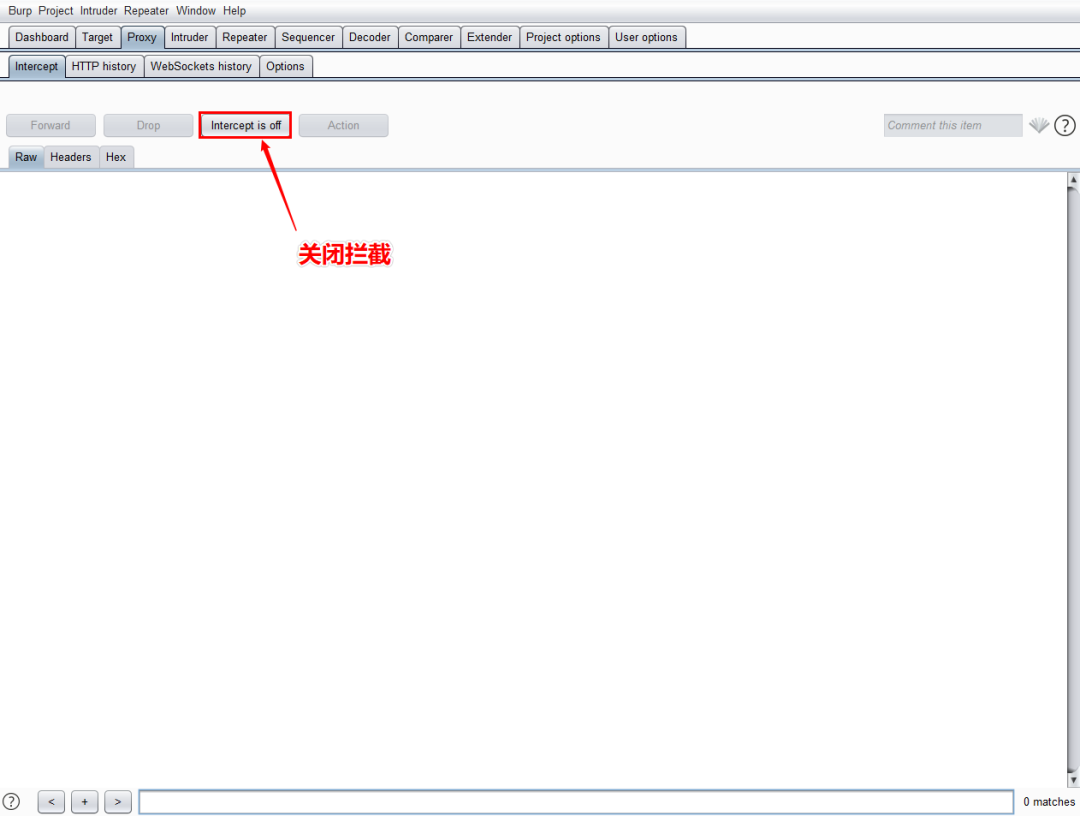 Burp Project Intruder Repeater Window Help
Dashboard Target Proxy Intruder Repeater Sequencer Decoder Comparer Extender Project options User options
Intercept HTTP history WebSockets history Options
Forward Drop Intercept is off Action Comment this item ?
Raw Headers Hex
关闭拦截
? < + > 0 matches